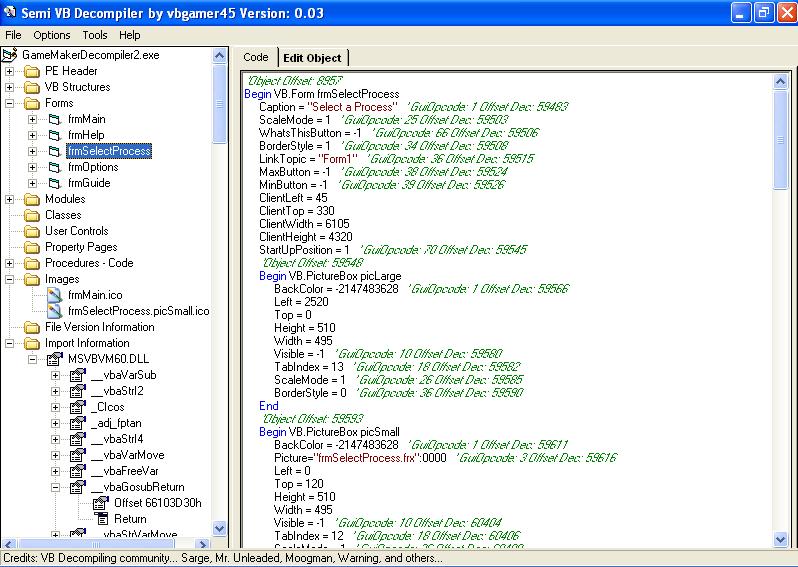 Semi VB Decompiler by vbgamer45 Version: 0.03
File Options Tools Help
GameMakerDecompiler2.exe
PE Header
VB Structures
Forms
frmMain
frmHelp
frmSelectProcess
frmOptions
frmGuide
Modules
Classes
User Controls
Property Pages
Procedures - Code
Images
frmMain.ico
frmSelectProcess.picSmall.ico
File Version Information
Import Information
MSVBVM60.DLL
__vbaVarSub
__vbaStrI2
_CIcos
_adj_fptan
__vbaStrI4
__vbaVarMove
__vbaFreeVar
__vbaGosubReturn
Offset 66103D30h
Return
__vbaStrVarMove
Code Edit Object
'Object Offset: 8957
Begin VB.Form frmSelectProcess
Caption = "Select a Process" 'GuiOpcode: 1 Offset Dec: 59483
ScaleMode = 1 'GuiOpcode: 25 Offset Dec: 59503
WhatsThisButton = -1 'GuiOpcode: 66 Offset Dec: 59506
BorderStyle = 1 'GuiOpcode: 34 Offset Dec: 59508
LinkTopic = "Form1" 'GuiOpcode: 36 Offset Dec: 59515
MaxButton = -1 'GuiOpcode: 38 Offset Dec: 59524
MinButton = -1 'GuiOpcode: 39 Offset Dec: 59526
ClientLeft = 45
ClientTop = 330
ClientWidth = 6105
ClientHeight = 4320
StartUpPosition = 1 'GuiOpcode: 70 Offset Dec: 59545
'Object Offset: 59548
Begin VB.PictureBox picLarge
BackColor = -2147483628 'GuiOpcode: 1 Offset Dec: 59566
Left = 2520
Top = 0
Height = 510
Width = 495
Visible = -1 'GuiOpcode: 10 Offset Dec: 59580
TabIndex = 13 'GuiOpcode: 18 Offset Dec: 59582
ScaleMode = 1 'GuiOpcode: 26 Offset Dec: 59585
BorderStyle = 0 'GuiOpcode: 36 Offset Dec: 59590
End
'Object Offset: 59593
Begin VB.PictureBox picSmall
BackColor = -2147483628 'GuiOpcode: 1 Offset Dec: 59611
Picture="frmSelectProcess.frx":0000 'GuiOpcode: 3 Offset Dec: 59616
Left = 0
Top = 120
Height = 510
Width = 495
Visible = -1 'GuiOpcode: 10 Offset Dec: 60404
TabIndex = 12 'GuiOpcode: 18 Offset Dec: 60406
ScaleMode = 1 'GuiOpcode: 26 Offset Dec: 60409
Credits: VB Decompiling community... Sarge, Mr. Unleaded, Moogman, Warning, and others...